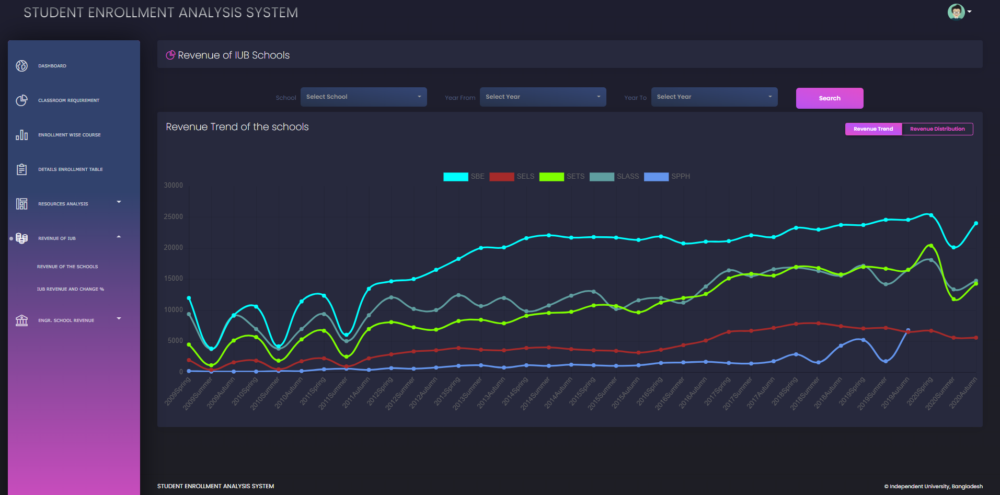 STUDENT ENROLLMENT ANALYSIS SYSTEM
DASHBOARD
CLASSROOM REQUIREMENT
ENROLLMENT WISE COURSE
DETAILS ENROLLMENT TABLE
RESOURCES ANALYSIS
REVENUE OF IUB
REVENUE OF THE SCHOOLS
IUB REVENUE AND CHANGE %
ENGR. SCHOOL REVENUE
Revenue of IUB Schools
School Select School Year From Select Year Year To Select Year Search
Revenue Trend of the schools
Revenue Trend Revenue Distribution
SBE SELS SETS SLASS SPPH
30000
25000
20000
15000
10000
5000
0
2009Spring
2009Summer
2009Autumn
2010Spring
2010Summer
2010Autumn
2011Spring
2011Summer
2011Autumn
2012Spring
2012Summer
2012Autumn
2013Spring
2013Summer
2013Autumn
2014Spring
2014Summer
2014Autumn
2015Spring
2015Summer
2015Autumn
2016Spring
2016Summer
2016Autumn
2017Spring
2017Summer
2017Autumn
2018Spring
2018Summer
2018Autumn
2019Spring
2019Summer
2019Autumn
2020Spring
2020Summer
2020Autumn
STUDENT ENROLLMENT ANALYSIS SYSTEM
© Independent University, Bangladesh